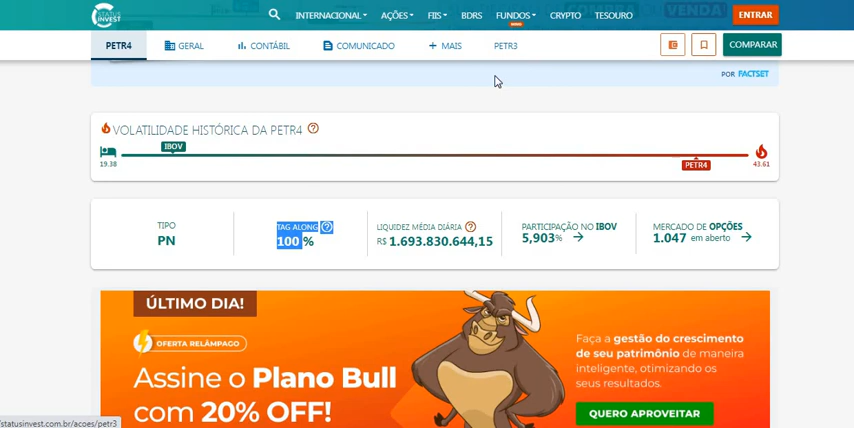 STATUS INVEST
INTERNACIONAL AÇÕES FIIS BDRS FUNDOS CRYPTO TESOURO ENTRAR
PETR4 GERAL CONTÁBIL COMUNICADO + MAIS PETR3 COMPARAR
POR FACTSET
VOLATILIDADE HISTÓRICA DA PETR4
IBOV
19.38 PETR4 43.61
TIPO TAG ALONG LIQUIDEZ MÉDIA DIÁRIA PARTICIPAÇÃO NO IBOV MERCADO DE OPÇÕES
PN 100 % R$ 1.693.830.644,15 5,903% 1.047 em aberto
ÚLTIMO DIA!
OFERTA RELÂMPAGO
Assine o Plano Bull
com 20% OFF!
Faça a gestão do crescimento
de seu patrimônio de maneira
inteligente, otimizando os
seus resultados.
QUERO APROVEITAR
/statusinvest.com.br/acoes/petr3